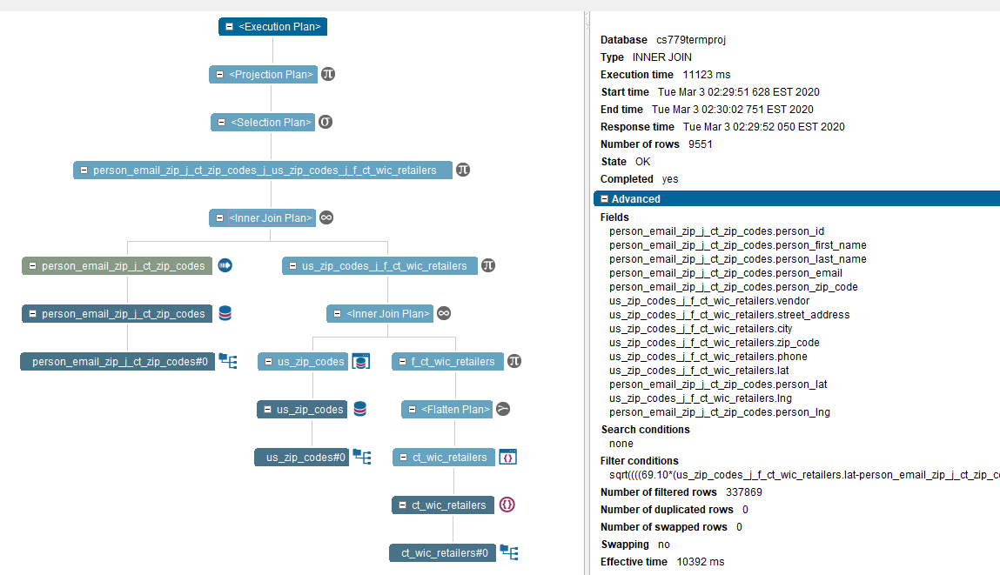 <Execution Plan>
<Projection Plan>
<Selection Plan>
person_email_zip_j_ct_zip_codes_j_us_zip_codes_j_f_ct_wic_retailers
<Inner Join Plan>
person_email_zip_j_ct_zip_codes
us_zip_codes_j_f_ct_wic_retailers
person_email_zip_j_ct_zip_codes
<Inner Join Plan>
person_email_zip_j_ct_zip_codes#0
us_zip_codes
f_ct_wic_retailers
us_zip_codes
<Flatten Plan>
us_zip_codes#0
ct_wic_retailers
ct_wic_retailers
ct_wic_retailers#0
Database cs779termproj
Type INNER JOIN
Execution time 11123 ms
Start time Tue Mar 3 02:29:51 628 EST 2020
End time Tue Mar 3 02:30:02 751 EST 2020
Response time Tue Mar 3 02:29:52 050 EST 2020
Number of rows 9551
State OK
Completed yes
Advanced
Fields
person_email_zip_j_ct_zip_codes.person_id
person_email_zip_j_ct_zip_codes.person_first_name
person_email_zip_j_ct_zip_codes.person_last_name
person_email_zip_j_ct_zip_codes.person_email
person_email_zip_j_ct_zip_codes.person_zip_code
us_zip_codes_j_f_ct_wic_retailers.vendor
us_zip_codes_j_f_ct_wic_retailers.street_address
us_zip_codes_j_f_ct_wic_retailers.city
us_zip_codes_j_f_ct_wic_retailers.zip_code
us_zip_codes_j_f_ct_wic_retailers.phone
us_zip_codes_j_f_ct_wic_retailers.lat
person_email_zip_j_ct_zip_codes.person_lat
us_zip_codes_j_f_ct_wic_retailers.lng
person_email_zip_j_ct_zip_codes.person_lng
Search conditions
none
Filter conditions
sqrt((((69.10*(us_zip_codes_j_f_ct_wic_retailers.lat-person_email_zip_j_ct_zip_c
Number of filtered rows 337869
Number of duplicated rows 0
Number of swapped rows 0
Swapping no
Effective time 10392 ms